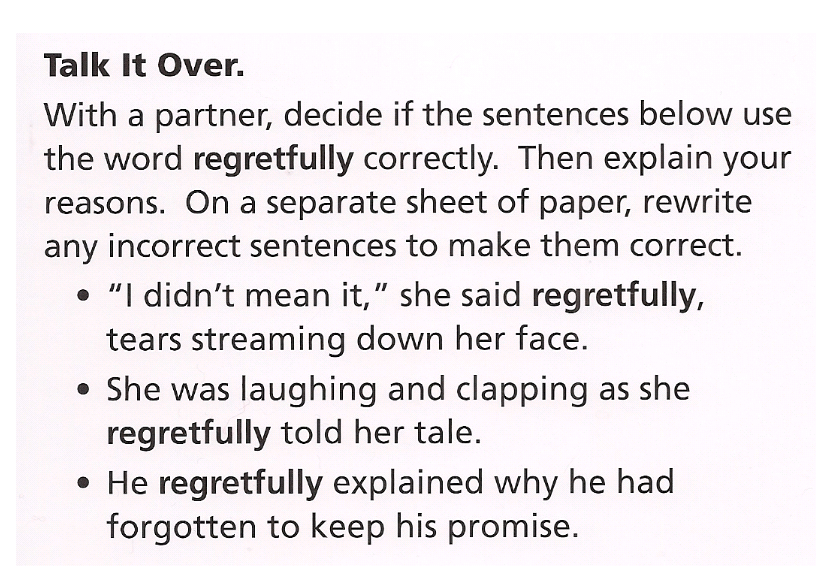 Talk It Over.
With a partner, decide if the sentences below use
the word regretfully correctly.  Then explain your
reasons.  On a separate sheet of paper, rewrite
any incorrect sentences to make them correct.
• “I didn’t mean it,” she said regretfully,
tears streaming down her face.
• She was laughing and clapping as she
regretfully told her tale.
• He regretfully explained why he had
forgotten to keep his promise.